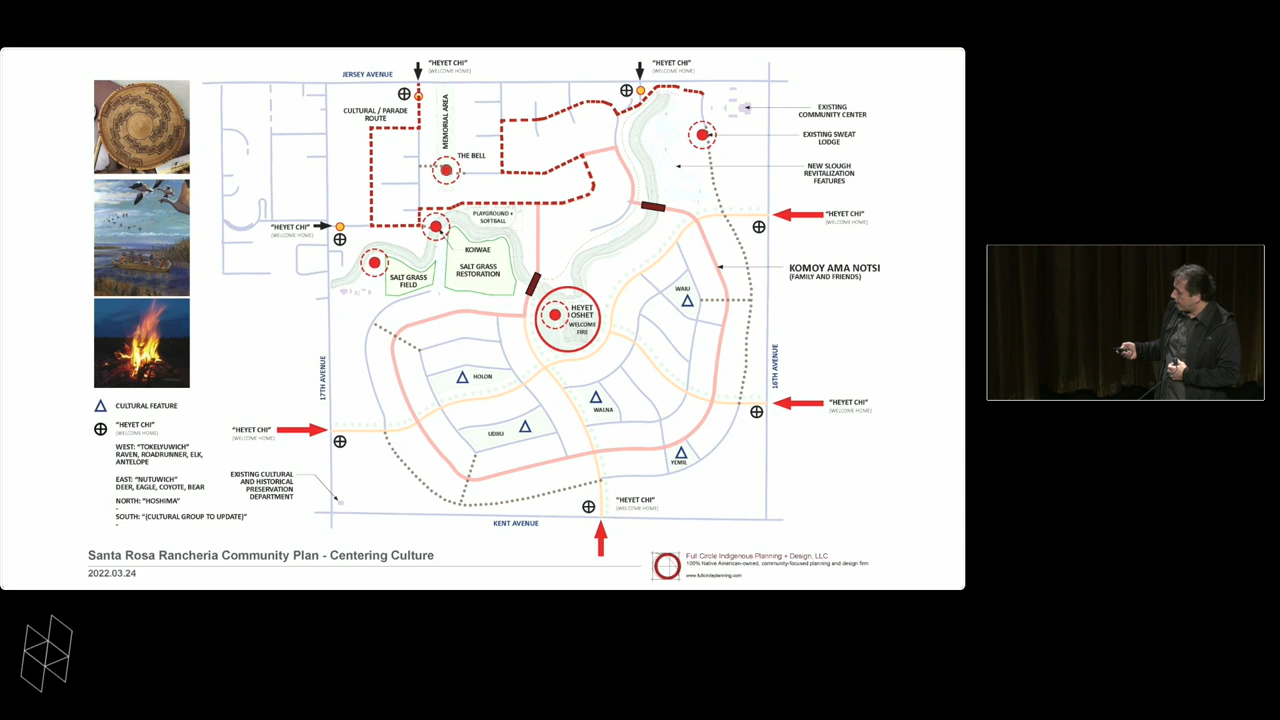 "HEYET CHI"
(WELCOME HOME)
"HEYET CHI"
(WELCOME HOME)
JERSEY AVENUE
CULTURAL / PARADE
ROUTE
MEMORIAL AREA
THE BELL
EXISTING
COMMUNITY CENTER
EXISTING SWEAT
LODGE
NEW SLOUGH
REVITALIZATION
FEATURES
"HEYET CHI"
(WELCOME HOME)
PLAYGROUND +
SOFTBALL
"HEYET CHI"
(WELCOME HOME)
KOIWAE
SALT GRASS
RESTORATION
SALT GRASS
FIELD
KOMOY AMA NOTSI
(FAMILY AND FRIENDS)
WAIU
HEYET
OSHET
WELCOME
FIRE
17TH AVENUE
16TH AVENUE
HOLON
WALNA
UDIIU
YEMIL
"HEYET CHI"
(WELCOME HOME)
"HEYET CHI"
(WELCOME HOME)
CULTURAL FEATURE
"HEYET CHI"
(WELCOME HOME)
WEST: "TOKELYUWICH"
RAVEN, ROADRUNNER, ELK,
ANTELOPE
EAST: "NUTUWICH"
DEER, EAGLE, COYOTE, BEAR
NORTH: "HOSHIMA"
-
SOUTH: "(CULTURAL GROUP TO UPDATE)"
-
EXISTING CULTURAL
AND HISTORICAL
PRESERVATION
DEPARTMENT
"HEYET CHI"
(WELCOME HOME)
KENT AVENUE
Santa Rosa Rancheria Community Plan - Centering Culture
2022.03.24
Full Circle Indigenous Planning + Design, LLC
100% Native American-owned, community-focused planning and design firm
www.fullcircleplanning.com